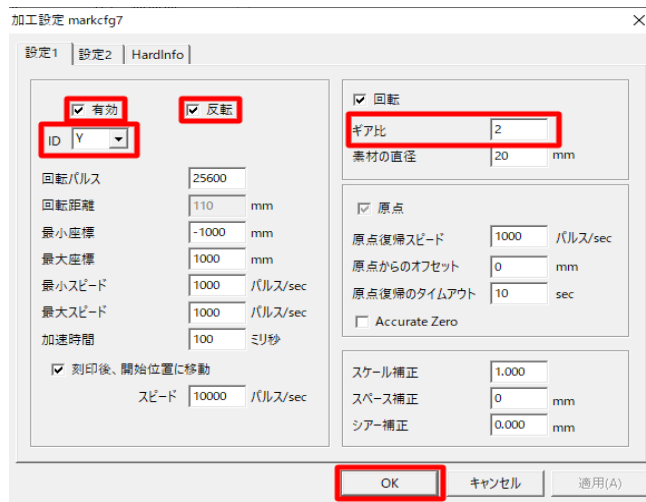 加工設定 markcfg7
設定1 設定2 HardInfo
有効 反転
ID Y
回転パルス 25600
回転距離 110 mm
最小座標 -1000 mm
最大座標 1000 mm
最小スピード 1000 パルス/sec
最大スピード 1000 パルス/sec
加速時間 100 ミリ秒
刻印後、開始位置に移動
スピード 10000 パルス/sec
回転
ギア比 2
素材の直径 20 mm
原点
原点復帰スピード 1000 パルス/sec
原点からのオフセット 0 mm
原点復帰のタイムアウト 10 sec
Accurate Zero
スケール補正 1.000
スペース補正 0 mm
シアー補正 0.000 mm
OK キャンセル 適用(A)